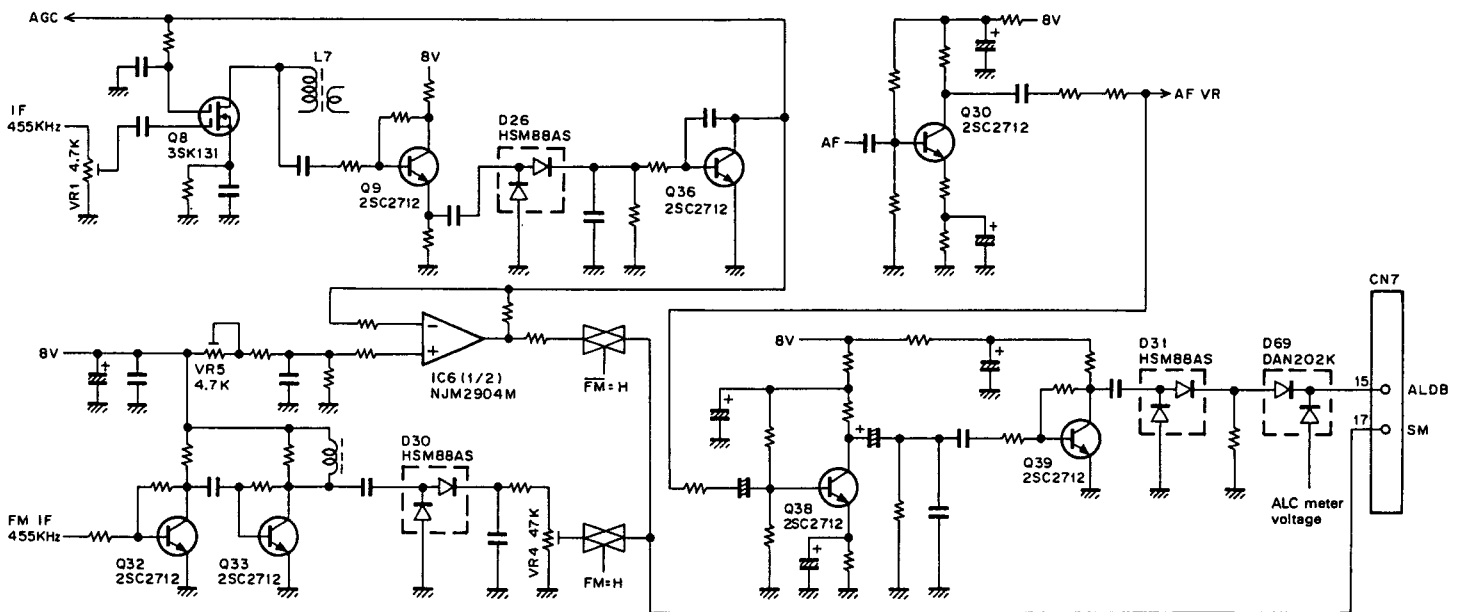 AGC
IF
455KHz
VR1 4.7K
Q8
3SK131
L7
8V
Q9
2SC2712
D26
HSM88AS
Q36
2SC2712
8V
+
AF
Q30
2SC2712
+
AF VR
8V
+
VR5
4.7K
−
+
IC6(1/2)
NJM2904M
F̅M̅=H
FM IF
455KHz
Q32
2SC2712
Q33
2SC2712
D30
HSM88AS
VR4 47K
FM=H
8V
+
+
+
Q38
2SC2712
+
Q39
2SC2712
D31
HSM88AS
D69
DAN202K
ALC meter
voltage
CN7
15
ALDB
17
SM